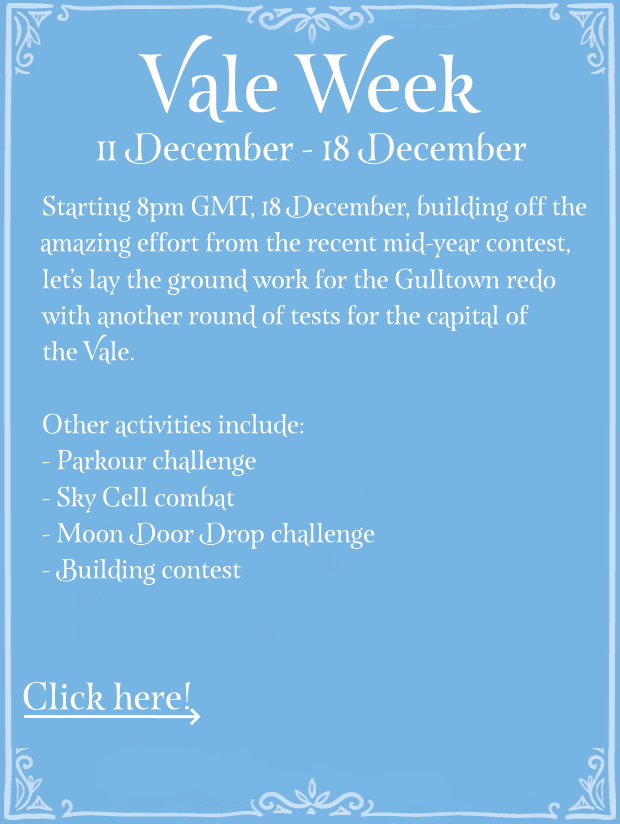 Vale Week
11 December - 18 December
Starting 8pm GMT, 18 December, building off the
amazing effort from the recent mid-year contest,
let's lay the ground work for the Gulltown redo
with another round of tests for the capital of
the Vale.
Other activities include:
- Parkour challenge
- Sky Cell combat
- Moon Door Drop challenge
- Building contest
Click here!